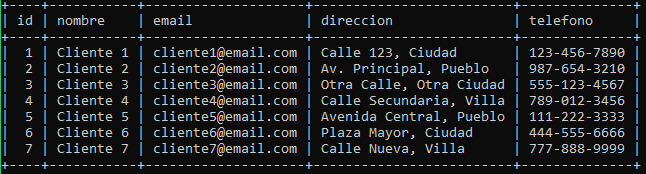 id | nombre | email | direccion | telefono
1 | Cliente 1 | cliente1@email.com | Calle 123, Ciudad | 123-456-7890
2 | Cliente 2 | cliente2@email.com | Av. Principal, Pueblo | 987-654-3210
3 | Cliente 3 | cliente3@email.com | Otra Calle, Otra Ciudad | 555-123-4567
4 | Cliente 4 | cliente4@email.com | Calle Secundaria, Villa | 789-012-3456
5 | Cliente 5 | cliente5@email.com | Avenida Central, Pueblo | 111-222-3333
6 | Cliente 6 | cliente6@email.com | Plaza Mayor, Ciudad | 444-555-6666
7 | Cliente 7 | cliente7@email.com | Calle Nueva, Villa | 777-888-9999